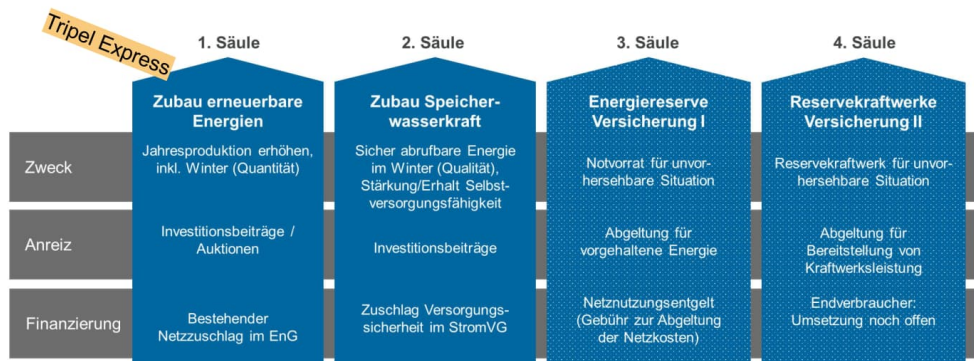 Tripel Express
1. Säule
2. Säule
3. Säule
4. Säule
Zubau erneuerbare
Energien
Zubau Speicher-
wasserkraft
Energiereserve
Versicherung I
Reservekraftwerke
Versicherung II
Zweck
Jahresproduktion erhöhen,
inkl. Winter (Quantität)
Sicher abrufbare Energie
im Winter (Qualität),
Stärkung/Erhalt Selbst-
versorgungsfähigkeit
Notvorrat für unvor-
hersehbare Situation
Reservekraftwerk für unvor-
hersehbare Situation
Anreiz
Investitionsbeiträge /
Auktionen
Investitionsbeiträge
Abgeltung für
vorgehaltene Energie
Abgeltung für
Bereitstellung von
Kraftwerksleistung
Finanzierung
Bestehender
Netzzuschlag im EnG
Zuschlag Versorgungs-
sicherheit im StromVG
Netznutzungsentgelt
(Gebühr zur Abgeltung
der Netzkosten)
Endverbraucher:
Umsetzung noch offen